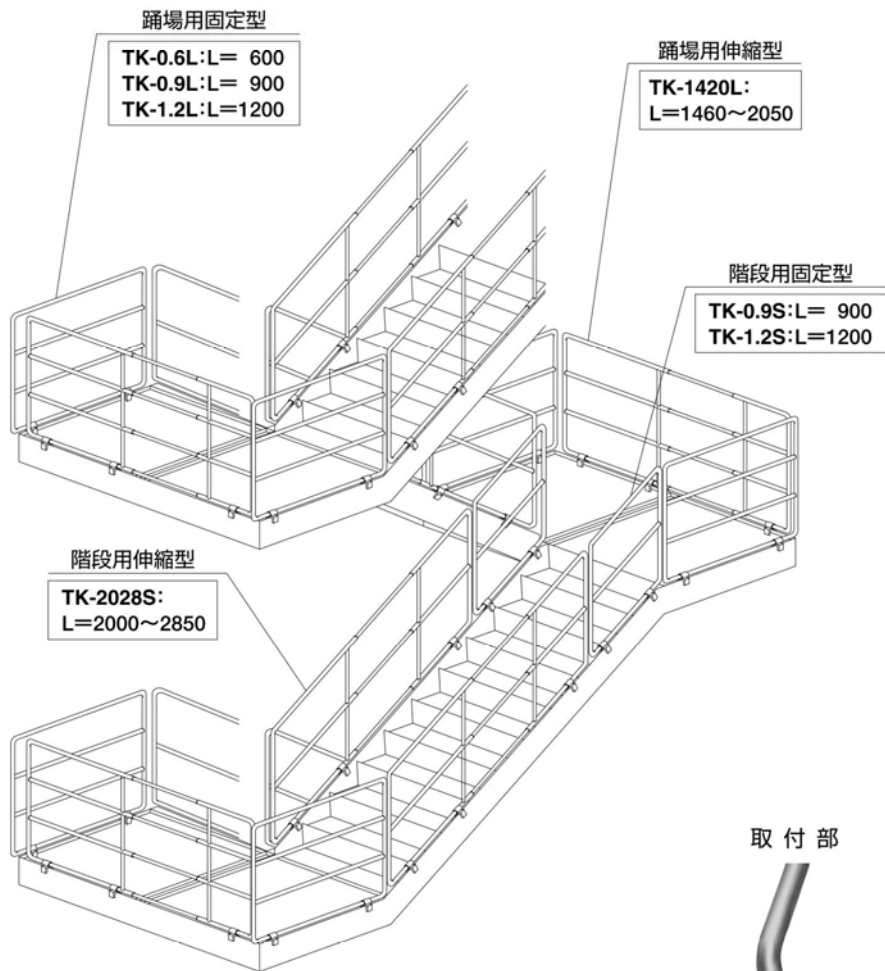 踊場用固定型
TK-0.6L:L= 600
TK-0.9L:L= 900
TK-1.2L:L=1200
踊場用伸縮型
TK-1420L:
L=1460〜2050
階段用固定型
TK-0.9S:L= 900
TK-1.2S:L=1200
階段用伸縮型
TK-2028S:
L=2000〜2850
取付部